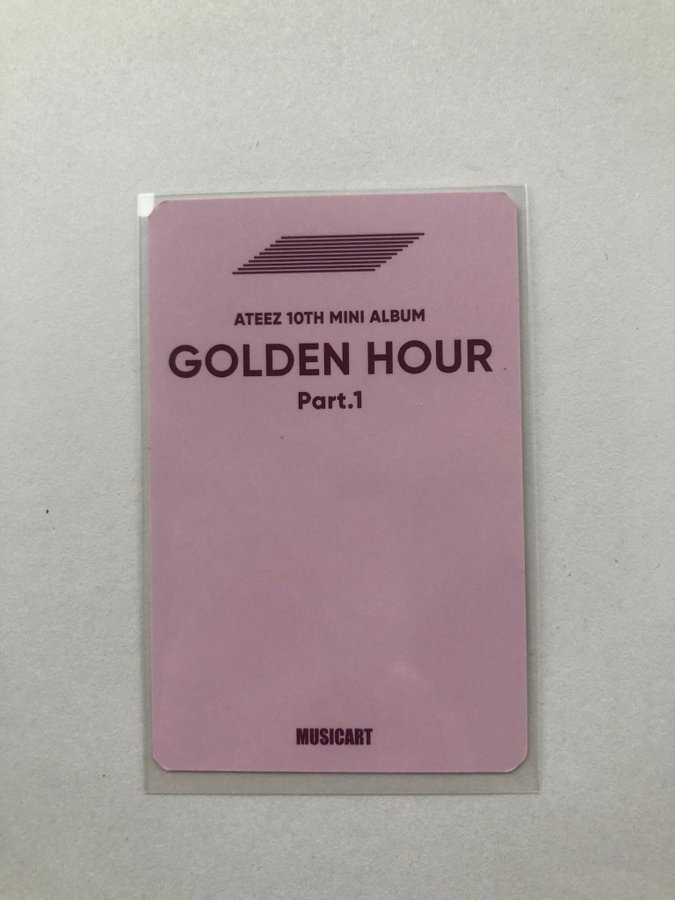 ATEEZ 10TH MINI ALBUM
GOLDEN HOUR
Part.1
MUSICART